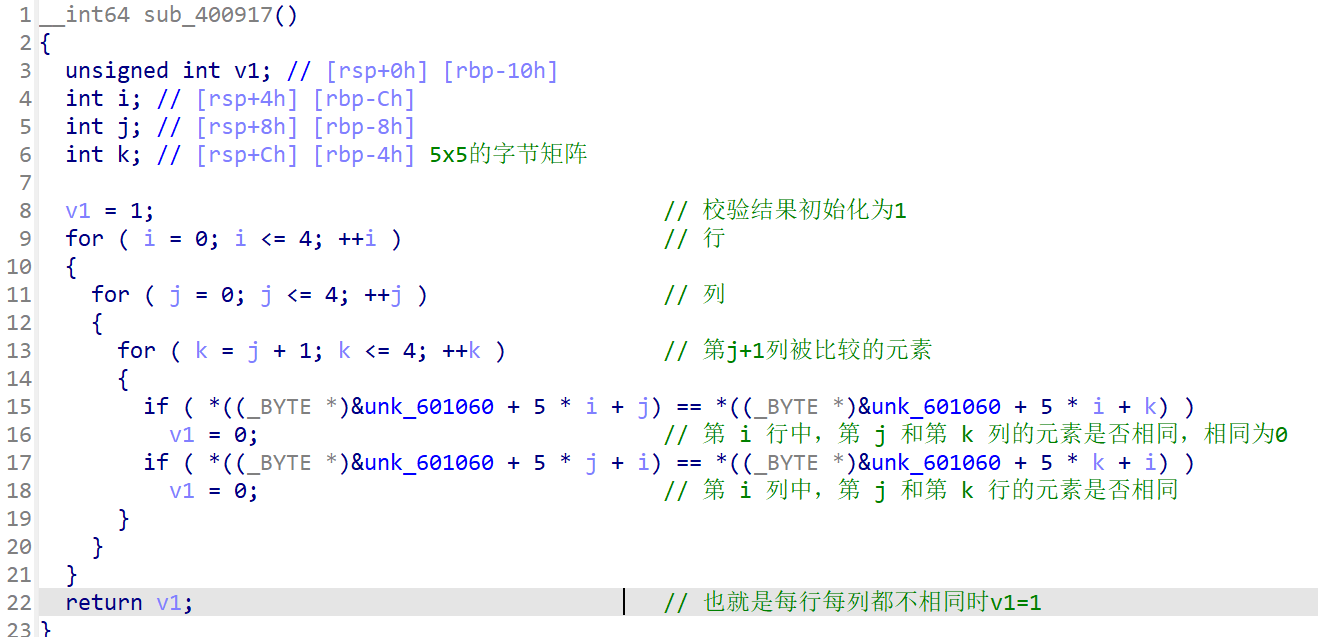 1 __int64 sub_400917()
2 {
3 unsigned int v1; // [rsp+0h] [rbp-10h]
4 int i; // [rsp+4h] [rbp-Ch]
5 int j; // [rsp+8h] [rbp-8h]
6 int k; // [rsp+Ch] [rbp-4h] 5x5的字节矩阵
7
8 v1 = 1; // 校验结果初始化为1
9 for ( i = 0; i <= 4; ++i ) // 行
10 {
11 for ( j = 0; j <= 4; ++j ) // 列
12 {
13 for ( k = j + 1; k <= 4; ++k ) // 第j+1列被比较的元素
14 {
15 if ( *((_BYTE *)&unk_601060 + 5 * i + j) == *((_BYTE *)&unk_601060 + 5 * i + k) )
16 v1 = 0; // 第 i 行中，第 j 和第 k 列的元素是否相同，相同为0
17 if ( *((_BYTE *)&unk_601060 + 5 * j + i) == *((_BYTE *)&unk_601060 + 5 * k + i) )
18 v1 = 0; // 第 i 列中，第 j 和第 k 行的元素是否相同
19 }
20 }
21 }
22 return v1; // 也就是每行每列都不相同时v1=1
23 }